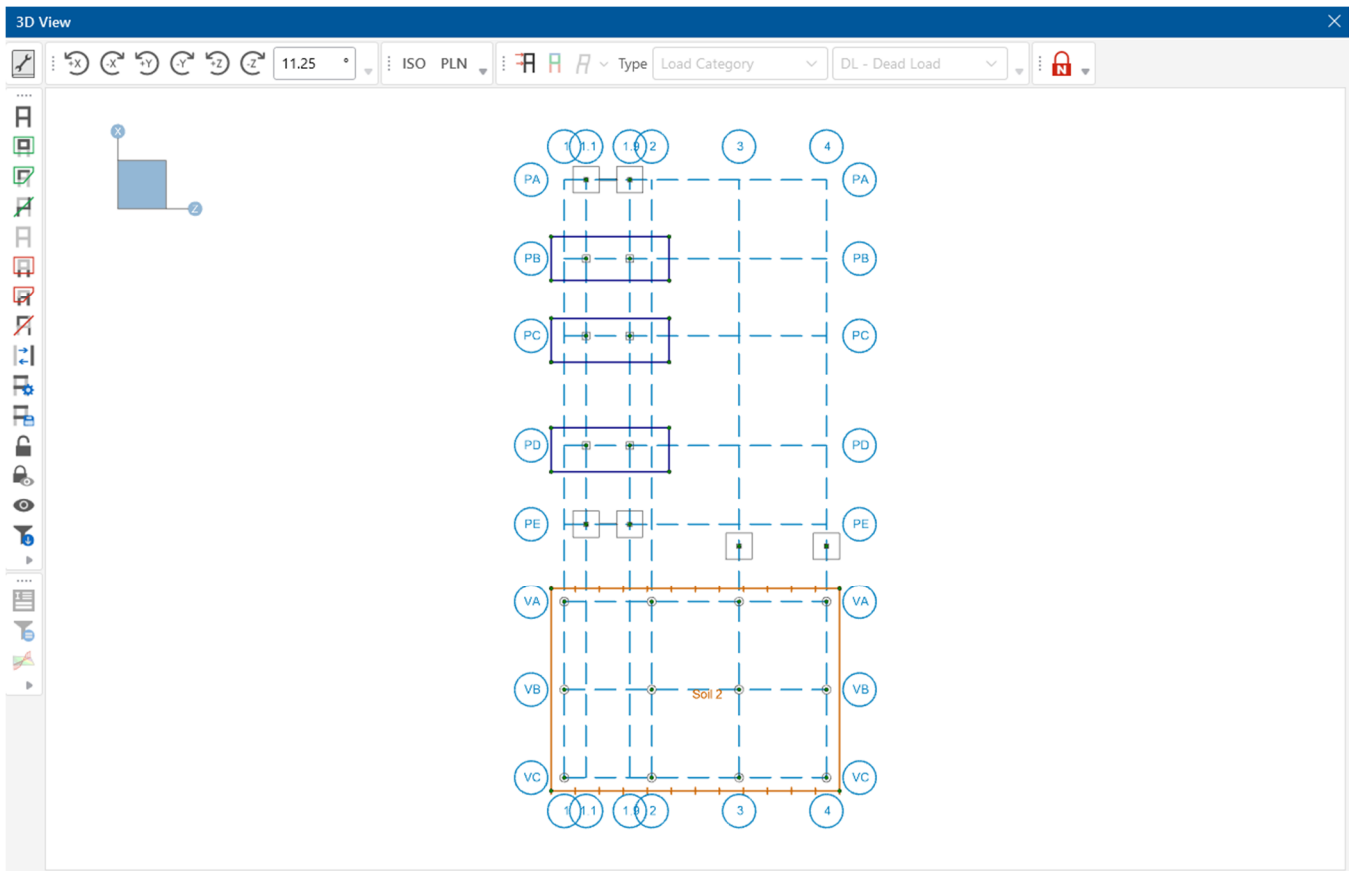 3D View
+X -X +Y -Y +Z -Z 11.25 ° ISO PLN Type Load Category DL - Dead Load N
X
Z
1 1.1 1.9 2 3 4
PA PA
PB PB
PC PC
PD PD
PE PE
VA VA
VB VB
Soil 2
VC VC
1 1.1 1.9 2 3 4